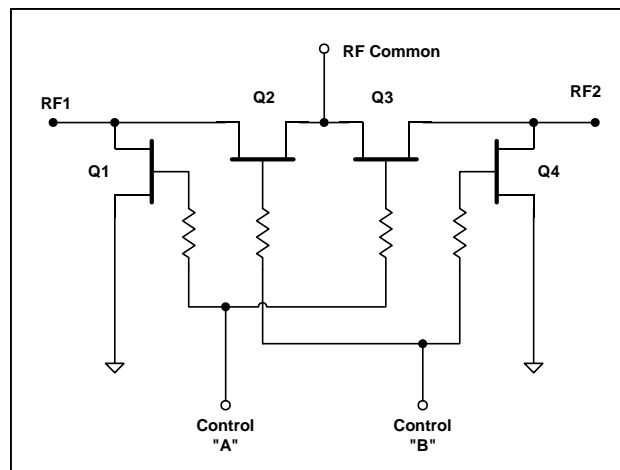 RF Common
RF1
Q2
Q3
RF2
Q1
Q4
Control
"A"
Control
"B"